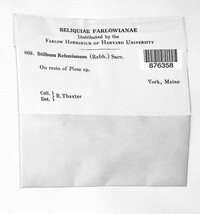 RELIQUIAE FARLOWIANAE
Distributed by the
FARLOW HERBARIUM OF HARVARD UNIVERSITY
609. Stilbum Rehmianum (Rabh.) Sacc.
On resin of Picea sp.
876358
York, Maine
Coll. } R. Thaxter
Det.